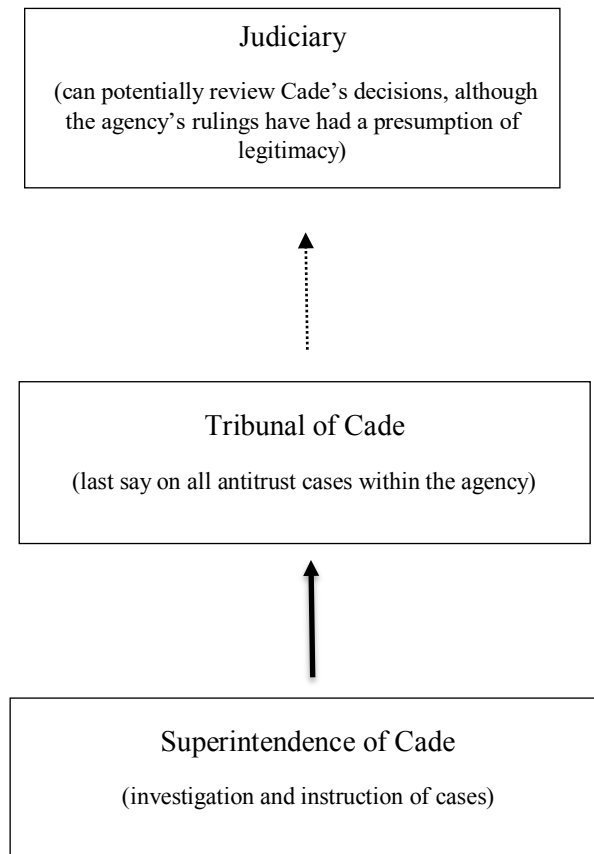 Judiciary
(can potentially review Cade’s decisions, although
the agency’s rulings have had a presumption of
legitimacy)
Tribunal of Cade
(last say on all antitrust cases within the agency)
Superintendence of Cade
(investigation and instruction of cases)